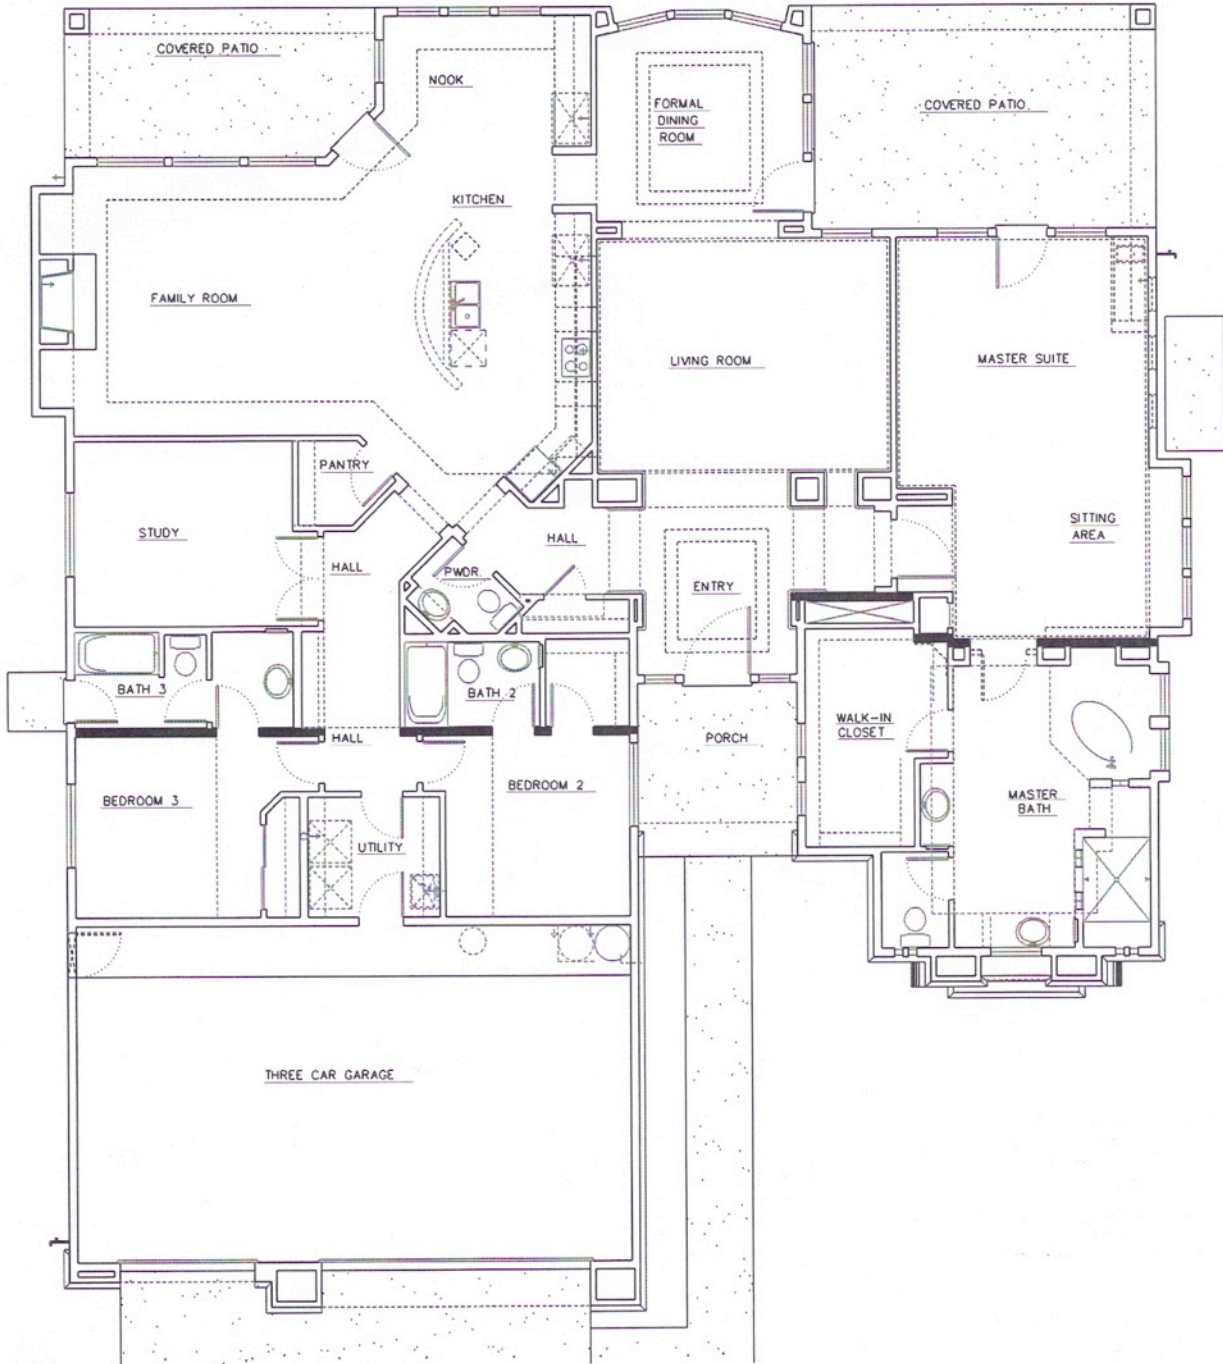 COVERED PATIO
NOOK
FORMAL
DINING
ROOM
COVERED PATIO
KITCHEN
FAMILY ROOM
LIVING ROOM
MASTER SUITE
PANTRY
STUDY
HALL
PWDR.
HALL
ENTRY
SITTING
AREA
BATH 3
BATH 2
HALL
PORCH
WALK-IN
CLOSET
BEDROOM 3
BEDROOM 2
MASTER
BATH
UTILITY
THREE CAR GARAGE